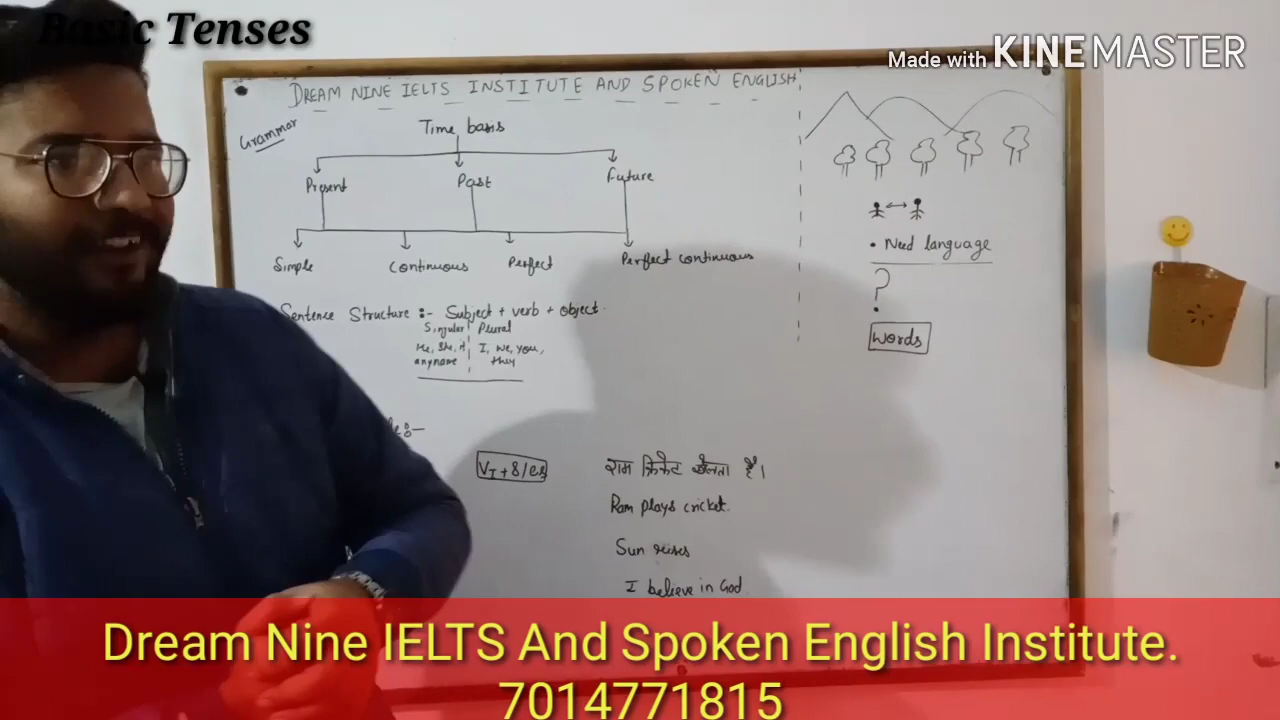 Basic Tenses
Made with KINEMASTER
DREAM NINE IELTS INSTITUTE AND SPOKEN ENGLISH
Grammar
Time basis
Present Past Future
Simple Continuous Perfect Perfect continuous
Sentence Structure :- Subject + verb + object
Singular Plural
He, She, it I, we, you,
anyname they
V1 + s/es
राम क्रिकेट खेलता है।
Ram plays cricket.
Sun rises
I believe in God
• Need language
?
Words
Dream Nine IELTS And Spoken English Institute.
7014771815